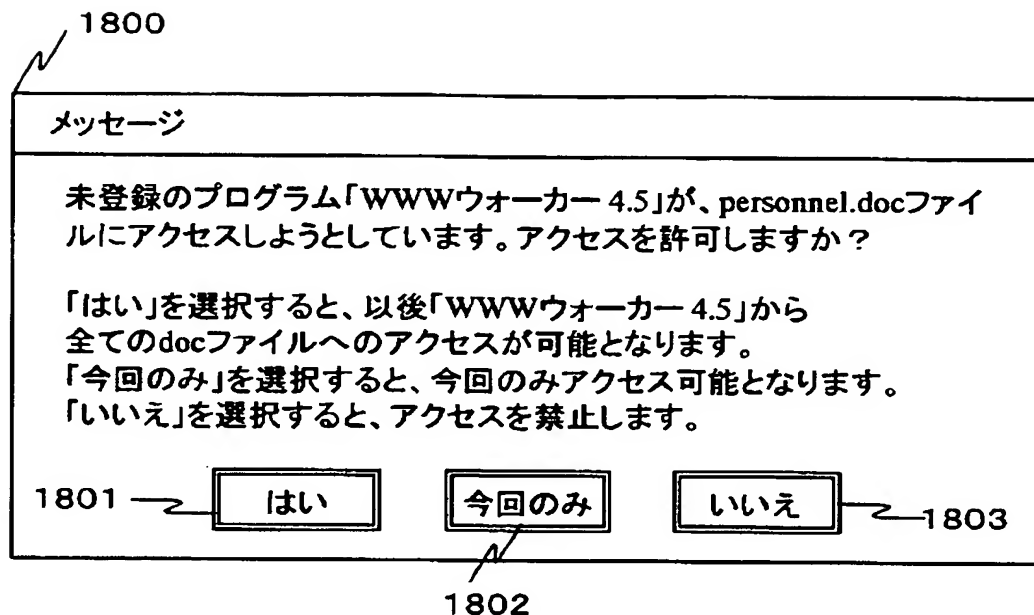 1800
メッセージ
未登録のプログラム「WWWウォーカー 4.5」が、personnel.docファイ
ルにアクセスしようとしています。アクセスを許可しますか？
「はい」を選択すると、以後「WWWウォーカー 4.5」から
全てのdocファイルへのアクセスが可能となります。
「今回のみ」を選択すると、今回のみアクセス可能となります。
「いいえ」を選択すると、アクセスを禁止します。
1801 はい 今回のみ いいえ 1803
1802